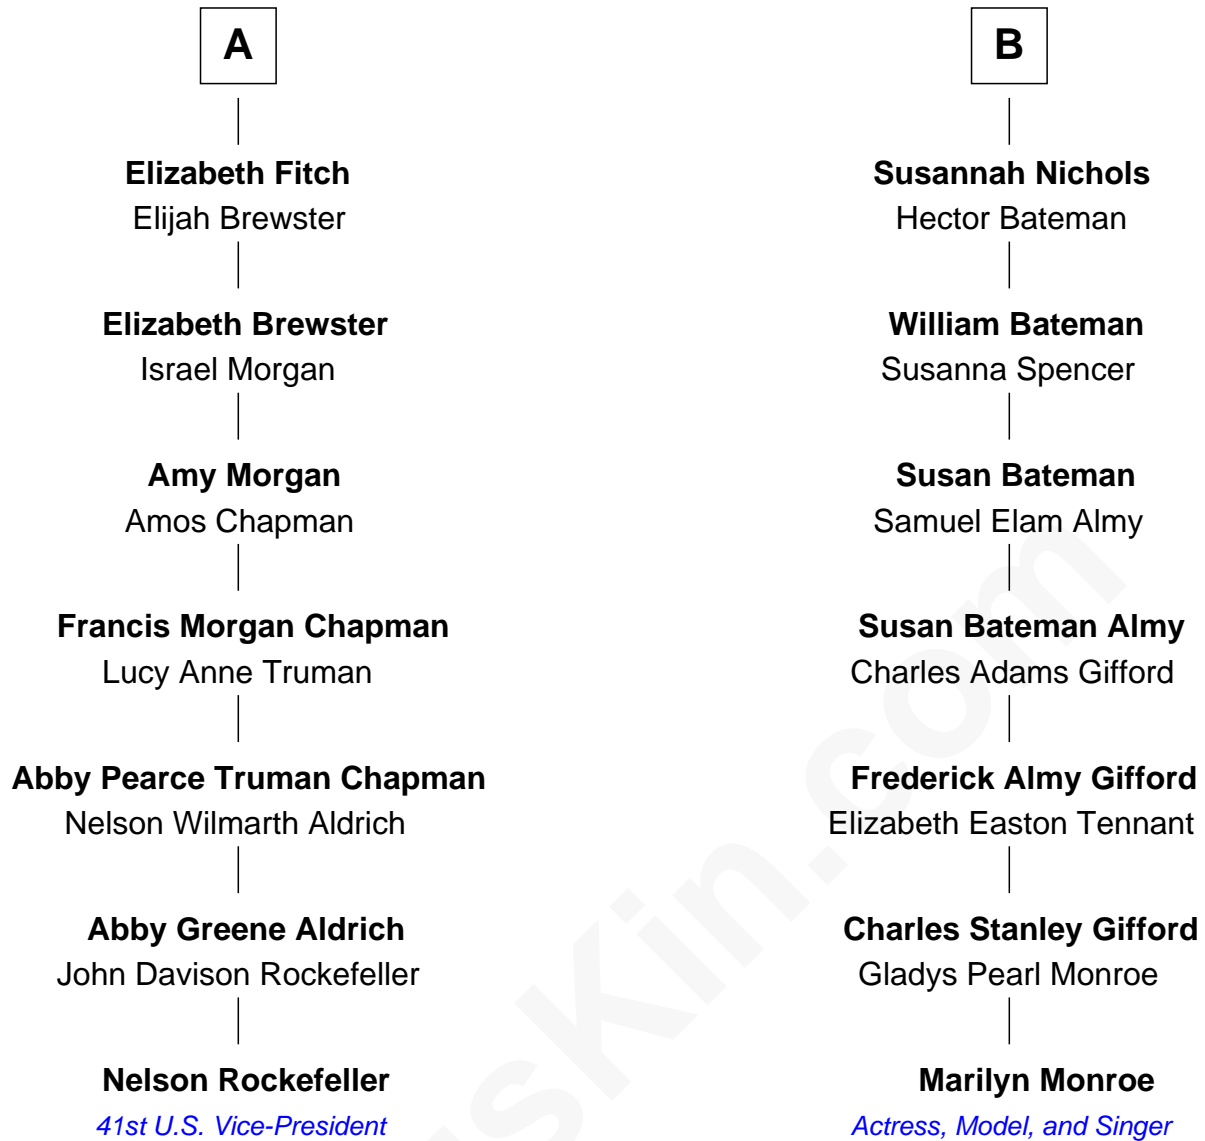 A
Elizabeth Fitch
Elijah Brewster
Elizabeth Brewster
Israel Morgan
Amy Morgan
Amos Chapman
Francis Morgan Chapman
Lucy Anne Truman
Abby Pearce Truman Chapman
Nelson Wilmarth Aldrich
Abby Greene Aldrich
John Davison Rockefeller
Nelson Rockefeller
41st U.S. Vice-President
B
Susannah Nichols
Hector Bateman
William Bateman
Susanna Spencer
Susan Bateman
Samuel Elam Almy
Susan Bateman Almy
Charles Adams Gifford
Frederick Almy Gifford
Elizabeth Easton Tennant
Charles Stanley Gifford
Gladys Pearl Monroe
Marilyn Monroe
Actress, Model, and Singer